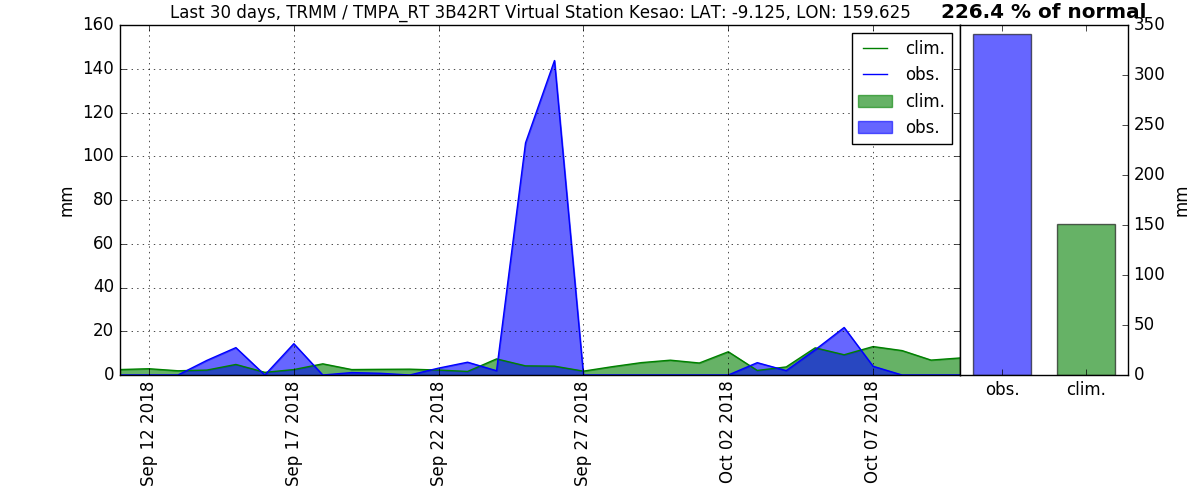 Last 30 days, TRMM / TMPA_RT 3B42RT Virtual Station Kesao: LAT: -9.125, LON: 159.625
226.4 % of normal
160
140
120
100
80
60
40
20
0
mm
clim.
obs.
clim.
obs.
Sep 12 2018
Sep 17 2018
Sep 22 2018
Sep 27 2018
Oct 02 2018
Oct 07 2018
350
300
250
200
150
100
50
0
mm
obs.
clim.